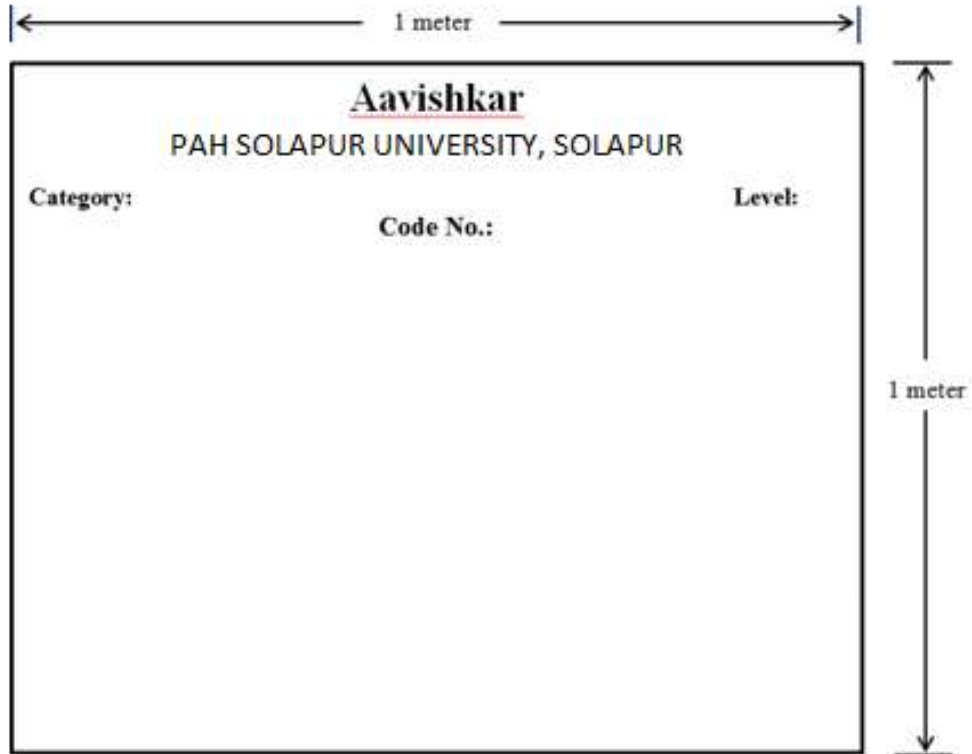 1 meter
Aavishkar
PAH SOLAPUR UNIVERSITY, SOLAPUR
Category: Level:
Code No.:
1 meter